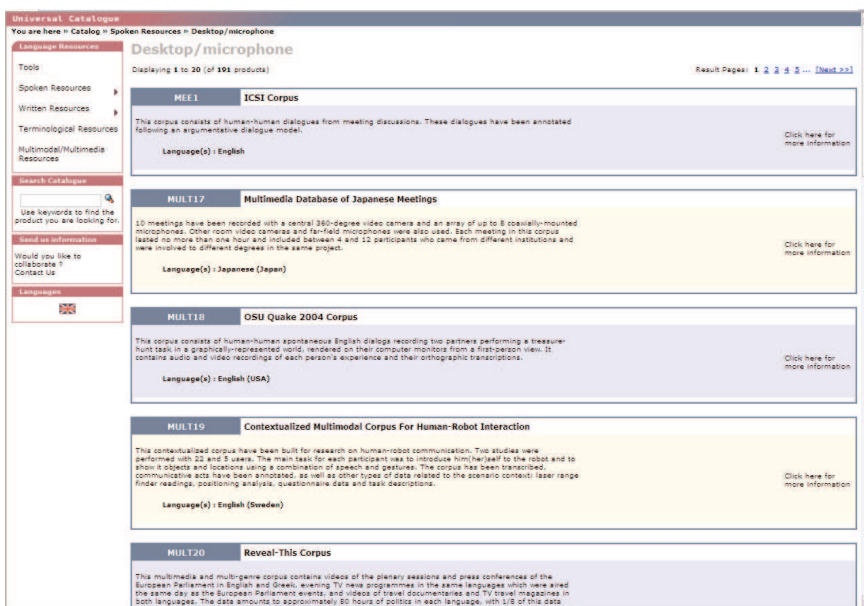 Universal Catalogue
You are here » Catalog » Spoken Resources » Desktop/microphone
Language Resources
Tools
Spoken Resources
Written Resources
Terminological Resources
Multimodal/Multimedia
Resources
Search Catalogue
Use keywords to find the
product you are looking for.
Send us information
Would you like to
collaborate ?
Contact Us
Languages
Desktop/microphone
Displaying 1 to 20 (of 191 products)
Result Pages: 1 2 3 4 5 ... [Next >>]
MEE1 ICSI Corpus
This corpus consists of human-human dialogues from meeting discussions. These dialogues have been annotated
following an argumentative dialogue model.
Language(s) : English
Click here for
more information
MULT17 Multimedia Database of Japanese Meetings
10 meetings have been recorded with a central 360-degree video camera and an array of up to 8 coaxially-mounted
microphones. Other room video cameras and far-field microphones were also used. Each meeting in this corpus
lasted no more than one hour and included between 4 and 12 participants who came from different institutions and
were involved to different degrees in the same project.
Language(s) : Japanese (Japan)
Click here for
more information
MULT18 OSU Quake 2004 Corpus
This corpus consists of human-human spontaneous English dialogs recording two partners performing a treasure-
hunt task in a graphically-represented world, rendered on their computer monitors from a first-person view. It
contains audio and video recordings of each person's experience and their orthographic transcriptions.
Language(s) : English (USA)
Click here for
more information
MULT19 Contextualized Multimodal Corpus For Human-Robot Interaction
This contextualized corpus have been built for research on human-robot communication. Two studies were
performed with 22 and 5 users. The main task for each participant was to introduce him(her)self to the robot and to
show it objects and locations using a combination of speech and gestures. The corpus has been transcribed,
communicative acts have been annotated, as well as other types of data related to the scenario context: laser range
finder readings, positioning analysis, questionnaire data and task descriptions.
Language(s) : English (Sweden)
Click here for
more information
MULT20 Reveal-This Corpus
This multimedia and multi-genre corpus contains videos of the plenary sessions and press conferences of the
European Parliament in English and Greek, evening TV news programmes in the same languages which were aired
the same day as the European Parliament events, and videos of travel documentaries and TV travel magazines in
both languages. The data amounts to approximately 80 hours of politics in each language, with 1/8 of this data